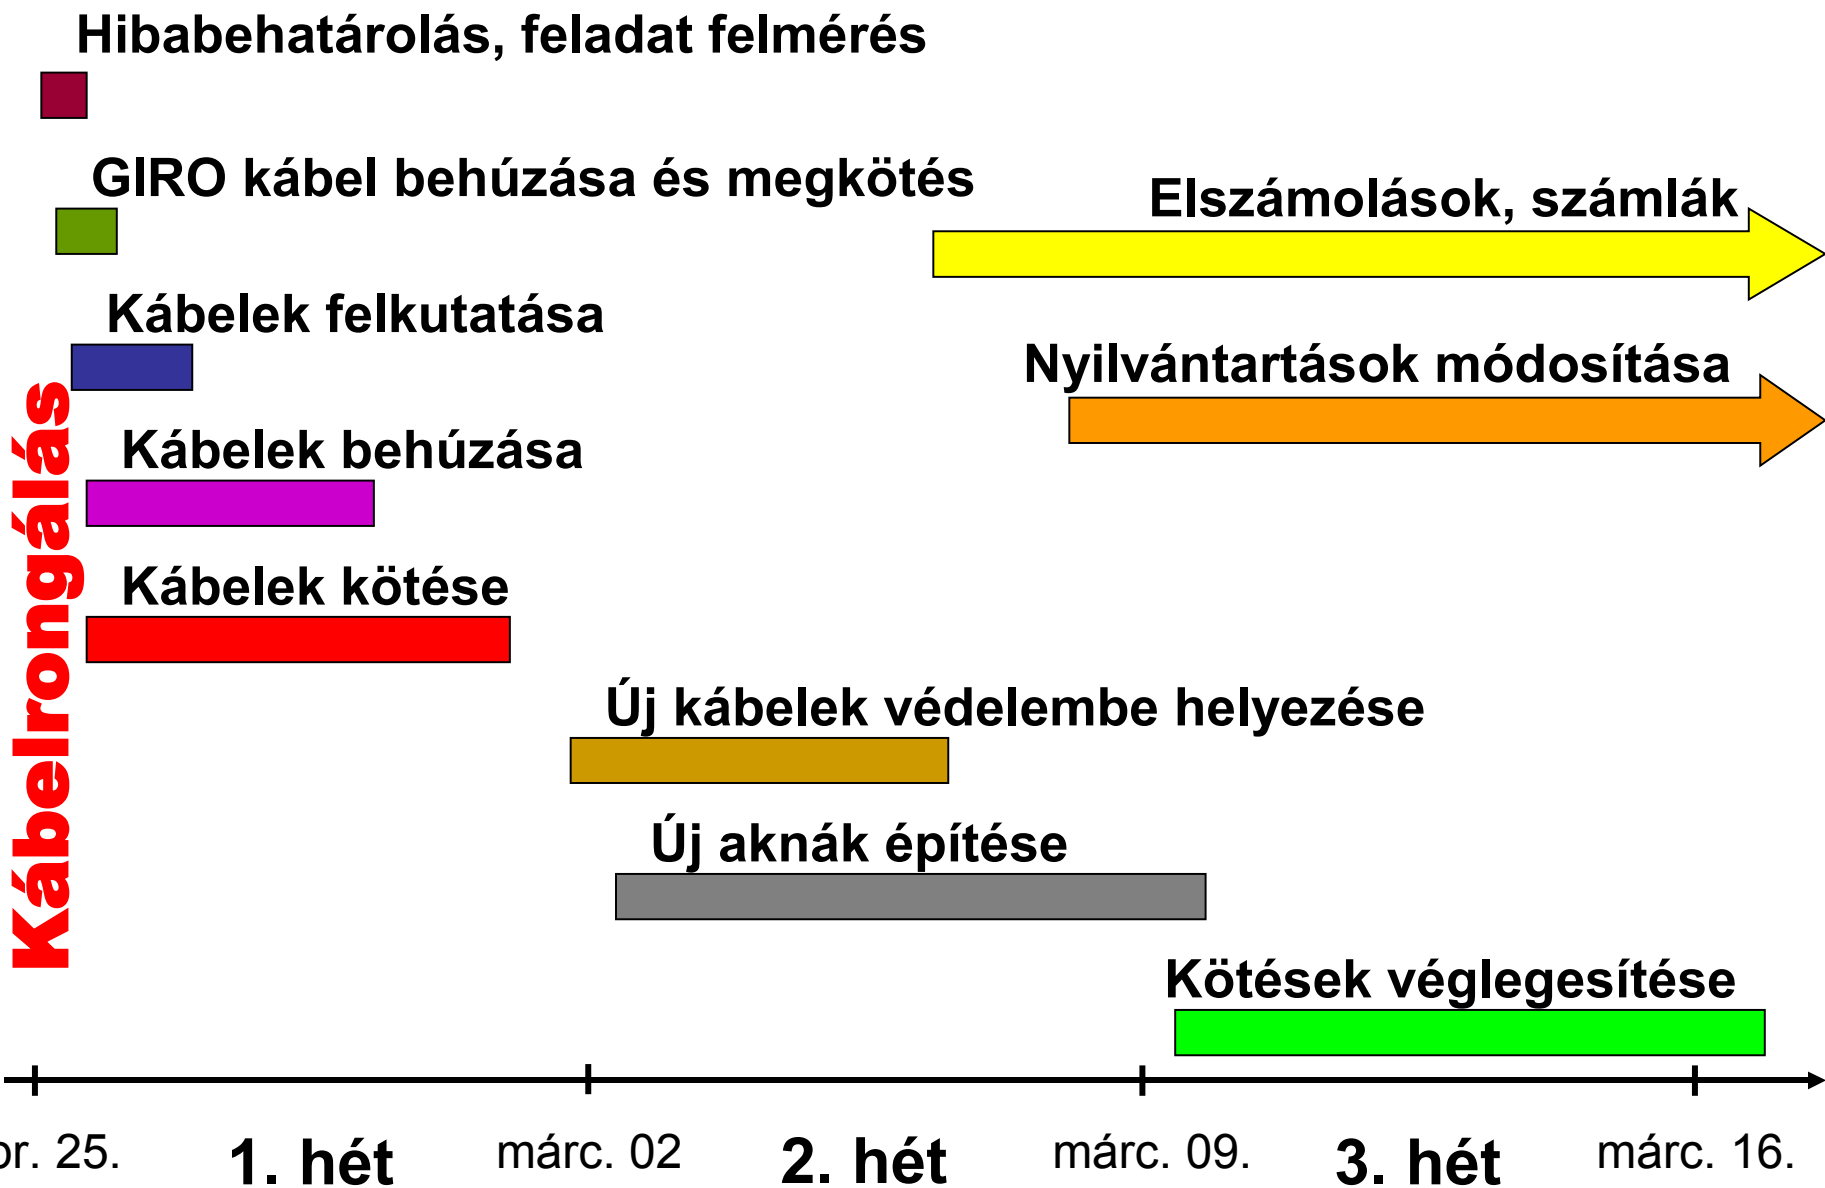 Hibabehatárolás, feladat felmérés
GIRO kábel behúzása és megkötés
Elszámolások, számlák
Kábelek felkutatása
Nyilvántartások módosítása
Kábelek behúzása
Kábelek kötése
Kábelrongálás
Új kábelek védelembe helyezése
Új aknák építése
Kötések véglegesítése
25.
1. hét
márc. 02
2. hét
márc. 09.
3. hét
márc. 16.